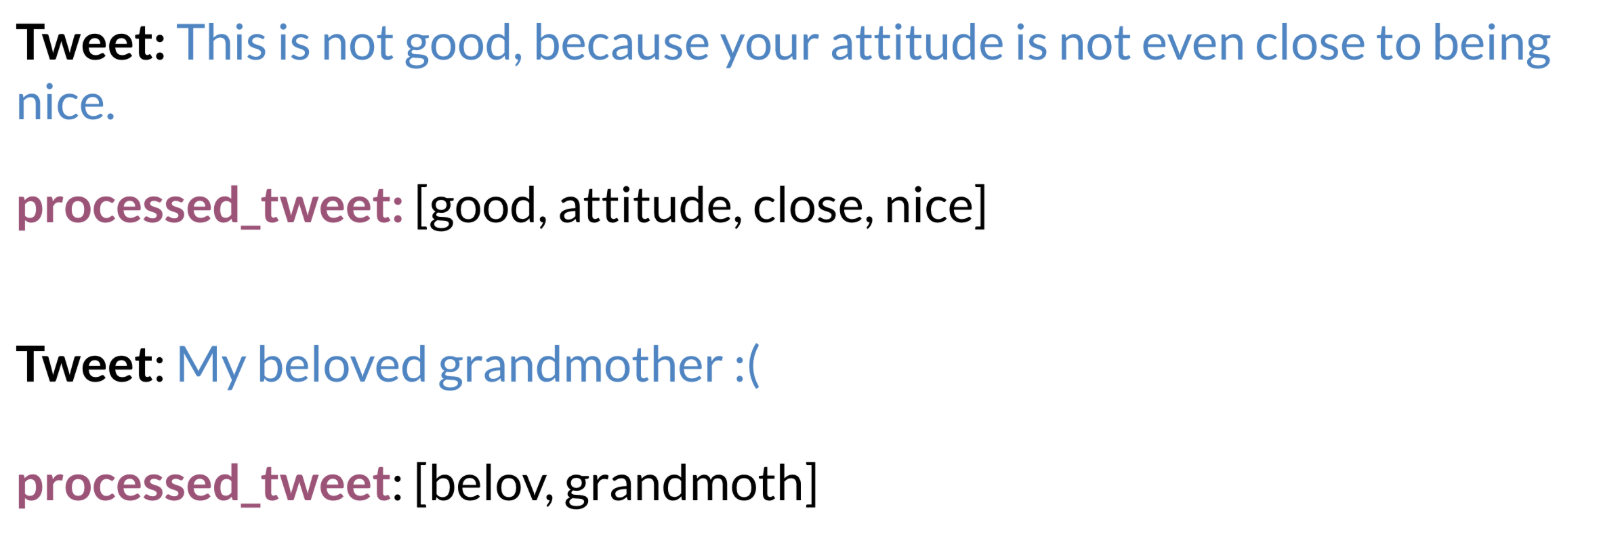 Tweet: This is not good, because your attitude is not even close to being
nice.
processed_tweet: [good, attitude, close, nice]
Tweet: My beloved grandmother :(
processed_tweet: [belov, grandmoth]